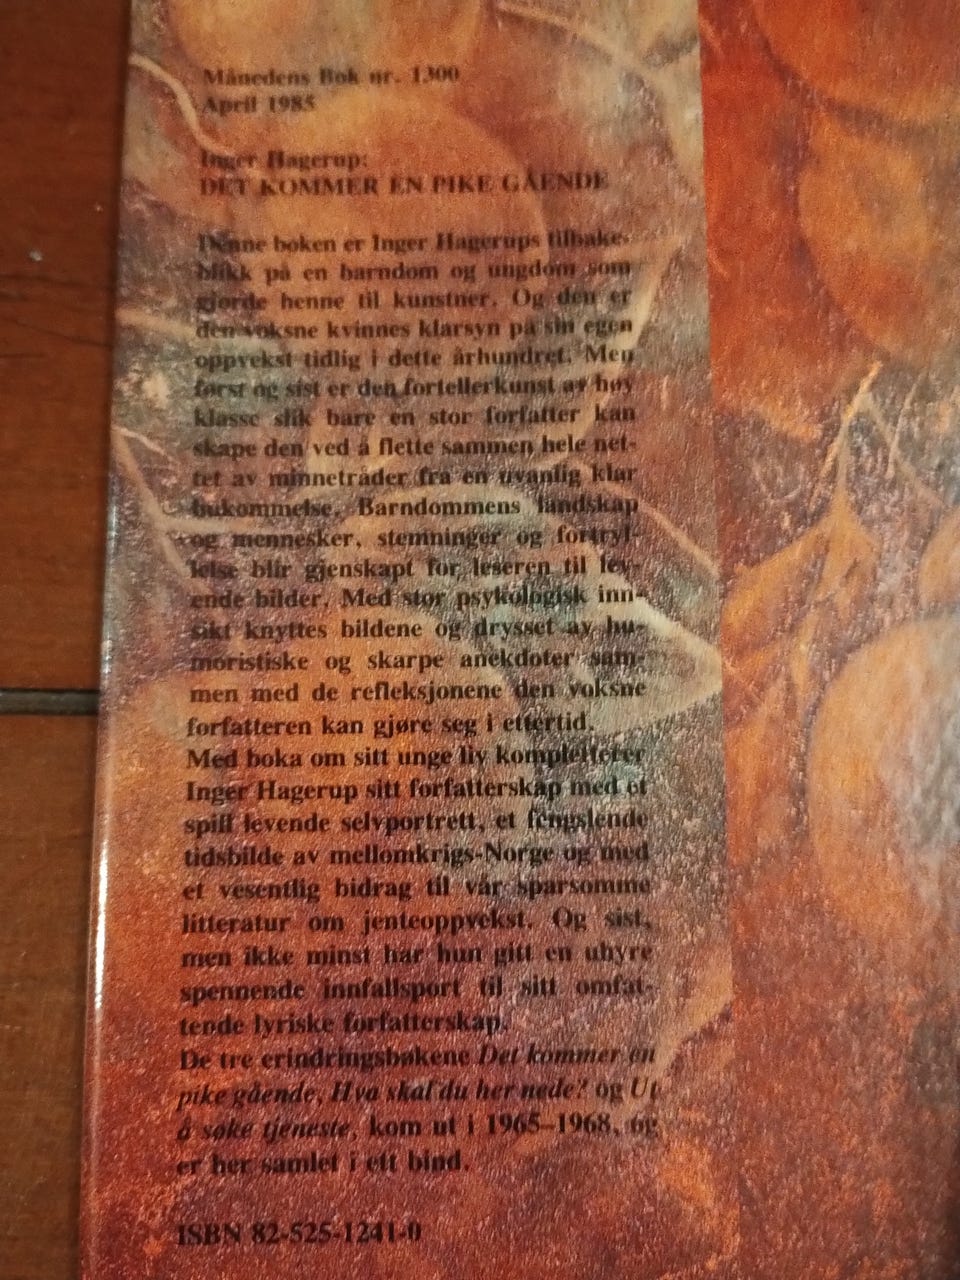 Månedens Bok nr. 1300
April 1985
Inger Hagerup:
DET KOMMER EN PIKE GÅENDE
Denne boken er Inger Hagerups tilbake-
blikk på en barndom og ungdom som
gjorde henne til kunstner. Og den er
den voksne kvinnes klarsyn på sin egen
oppvekst tidlig i dette århundret. Men
først og sist er den fortellerkunst av høy
klasse slik bare en stor forfatter kan
skape den ved å flette sammen hele net-
tet av minnetråder fra en uvanlig klar
hukommelse. Barndommens landskap
og mennesker, stemninger og fortryl-
lelse blir gjenskapt for leseren til lev-
ende bilder. Med stor psykologisk inn-
sikt knyttes bildene og drysset av hu-
moristiske og skarpe anekdoter sam-
men med de refleksjonene den voksne
forfatteren kan gjøre seg i ettertid.
Med boka om sitt unge liv kompletterer
Inger Hagerup sitt forfatterskap med et
spill levende selvportrett, et fengslende
tidsbilde av mellomkrigs-Norge og med
et vesentlig bidrag til vår sparsomme
litteratur om jenteoppvekst. Og sist,
men ikke minst har hun gitt en uhyre
spennende innfallsport til sitt omfat-
tende lyriske forfatterskap.
De tre erindringsbøkene Det kommer en
pike gående, Hva skal du her nede? og Ut
å søke tjeneste, kom ut i 1965–1968, og
er her samlet i ett bind.
ISBN 82-525-1241-0